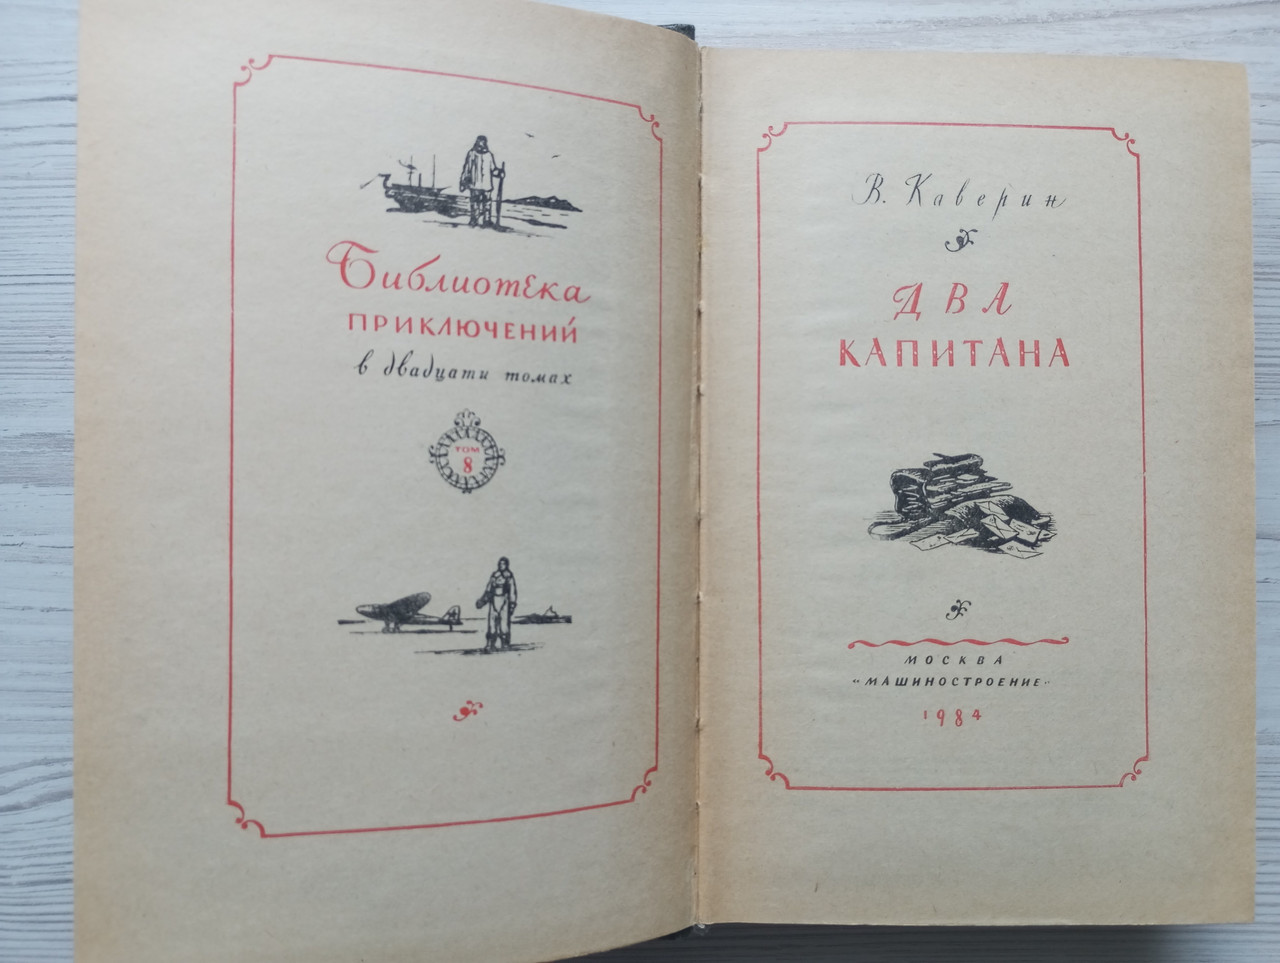 Библиотека
ПРИКЛЮЧЕНИЙ
в двадцати томах
ТОМ
8
В. Каверин
ДВА
КАПИТАНА
МОСКВА
"МАШИНОСТРОЕНИЕ"
1984